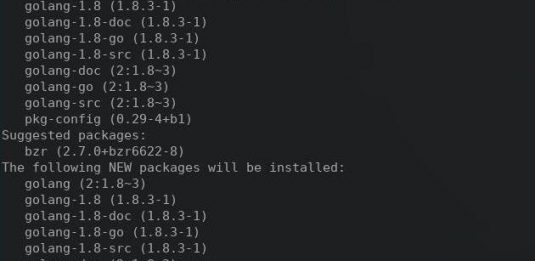 golang-1.8 (1.8.3-1)
golang-1.8-doc (1.8.3-1)
golang-1.8-go (1.8.3-1)
golang-1.8-src (1.8.3-1)
golang-doc (2:1.8~3)
golang-go (2:1.8~3)
golang-src (2:1.8~3)
pkg-config (0.29-4+b1)
Suggested packages:
bzr (2.7.0+bzr6622-8)
The following NEW packages will be installed:
golang (2:1.8~3)
golang-1.8 (1.8.3-1)
golang-1.8-doc (1.8.3-1)
golang-1.8-go (1.8.3-1)
golang-1.8-src (1.8.3-1)